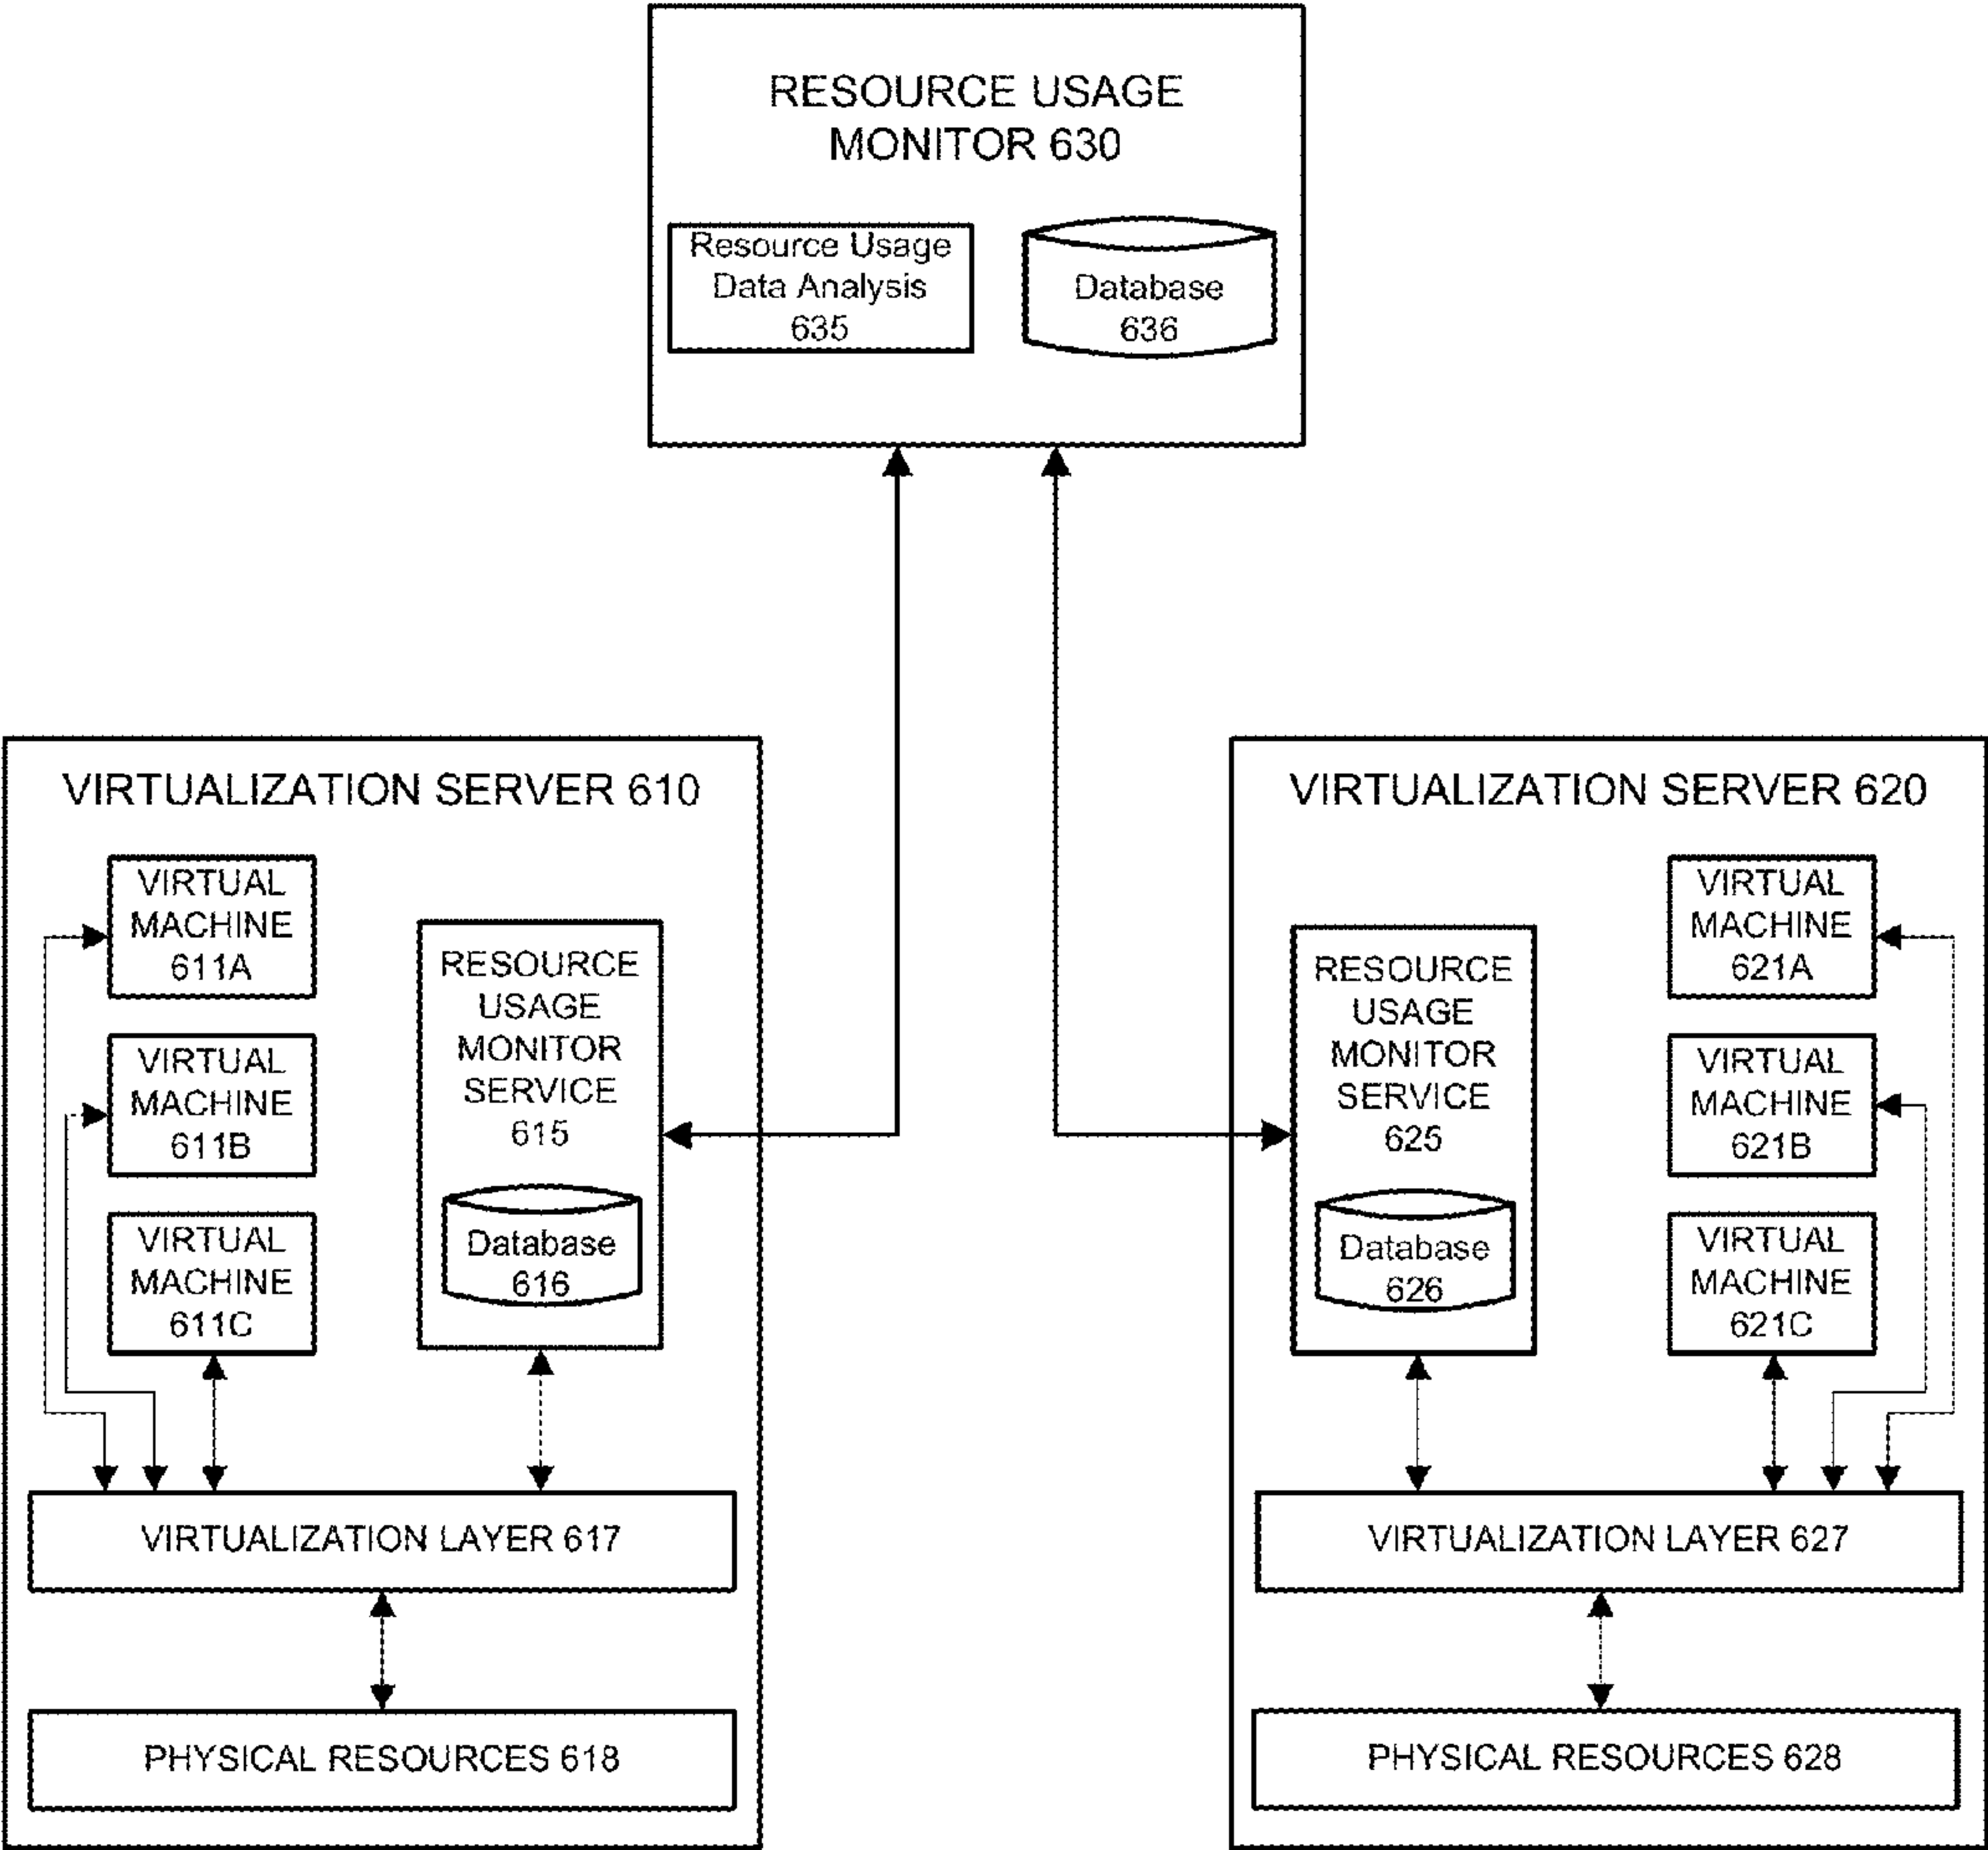 RESOURCE USAGE
MONITOR 630
Resource Usage
Data Analysis
635
Database
636
VIRTUALIZATION SERVER 610
VIRTUAL
MACHINE
611A
VIRTUAL
MACHINE
611B
VIRTUAL
MACHINE
611C
RESOURCE
USAGE
MONITOR
SERVICE
615
Database
616
VIRTUALIZATION LAYER 617
PHYSICAL RESOURCES 618
VIRTUALIZATION SERVER 620
RESOURCE
USAGE
MONITOR
SERVICE
625
Database
626
VIRTUAL
MACHINE
621A
VIRTUAL
MACHINE
621B
VIRTUAL
MACHINE
621C
VIRTUALIZATION LAYER 627
PHYSICAL RESOURCES 628